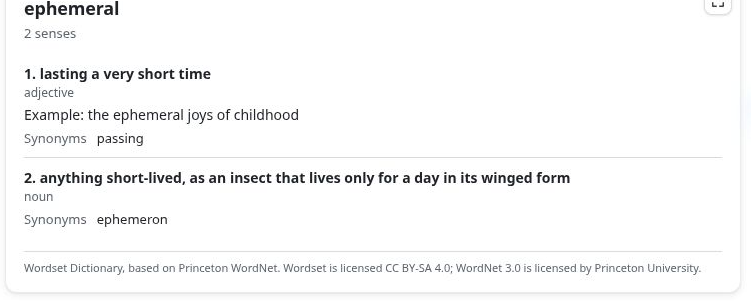 ephemeral
2 senses
1. lasting a very short time
adjective
Example: the ephemeral joys of childhood
Synonyms passing
2. anything short-lived, as an insect that lives only for a day in its winged form
noun
Synonyms ephemeron
Wordset Dictionary, based on Princeton WordNet. Wordset is licensed CC BY-SA 4.0; WordNet 3.0 is licensed by Princeton University.